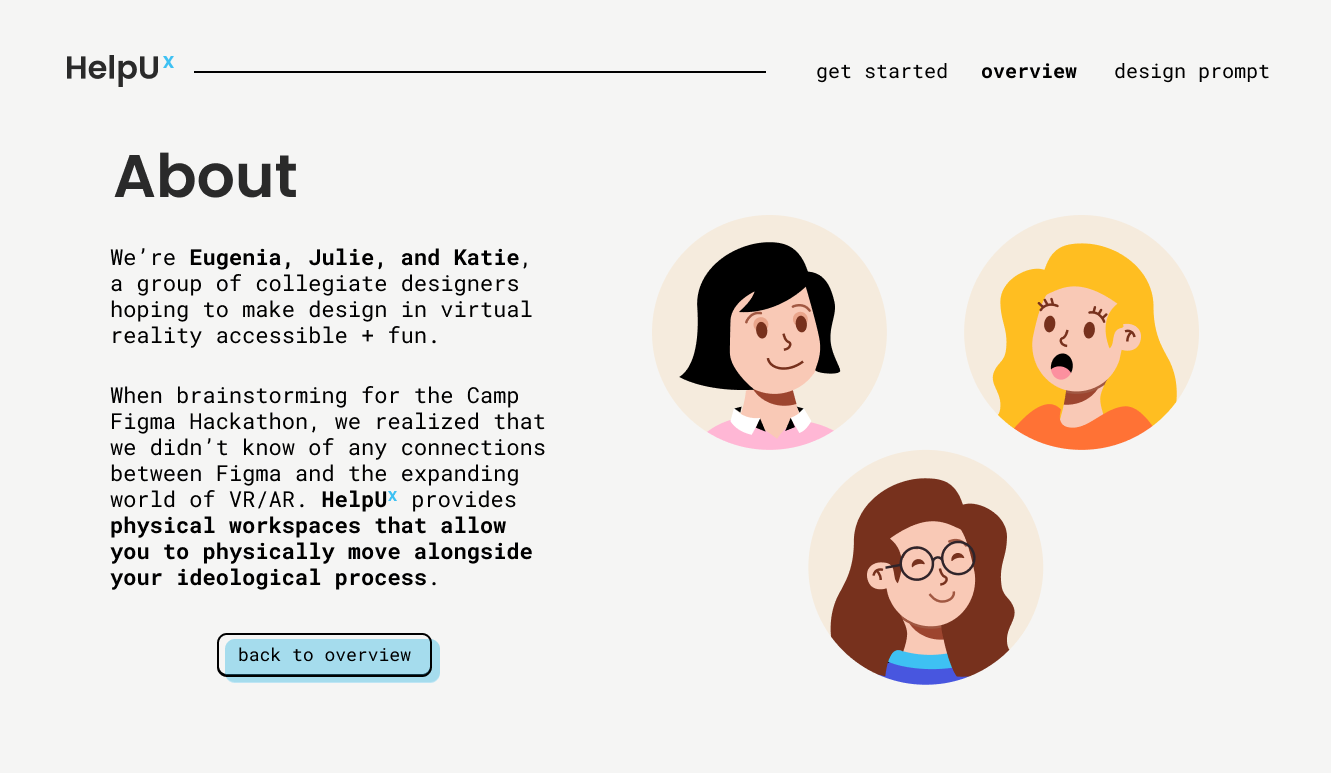 HelpUx
get started overview design prompt
About
We’re Eugenia, Julie, and Katie,
a group of collegiate designers
hoping to make design in virtual
reality accessible + fun.
When brainstorming for the Camp
Figma Hackathon, we realized that
we didn’t know of any connections
between Figma and the expanding
world of VR/AR. HelpUx provides
physical workspaces that allow
you to physically move alongside
your ideological process.
back to overview